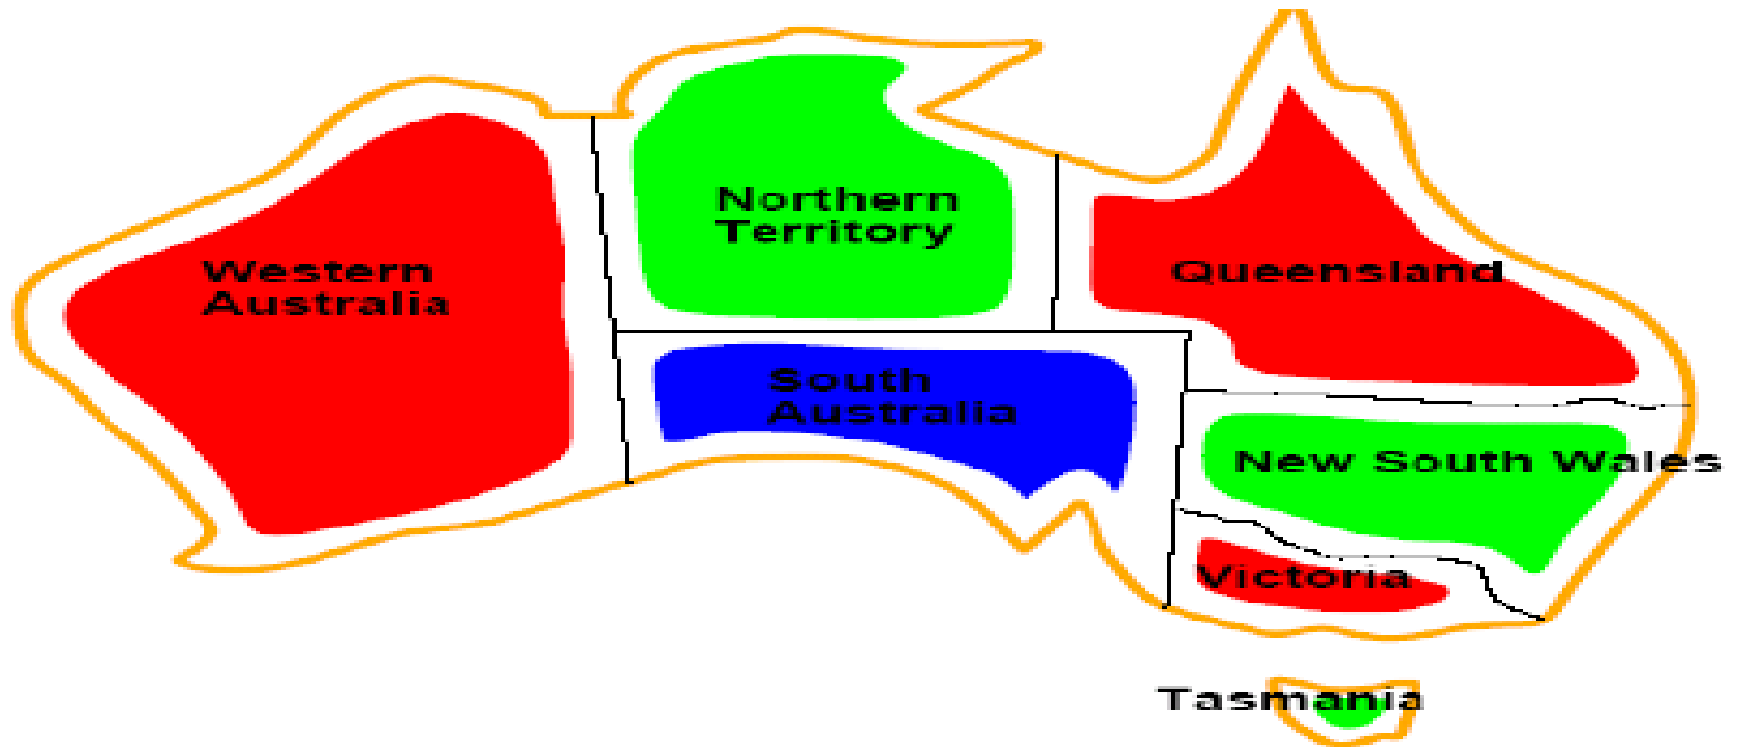 Northern
Territory
Western
Australia
Queensland
South
Australia
New South Wales
Victoria
Tasmania